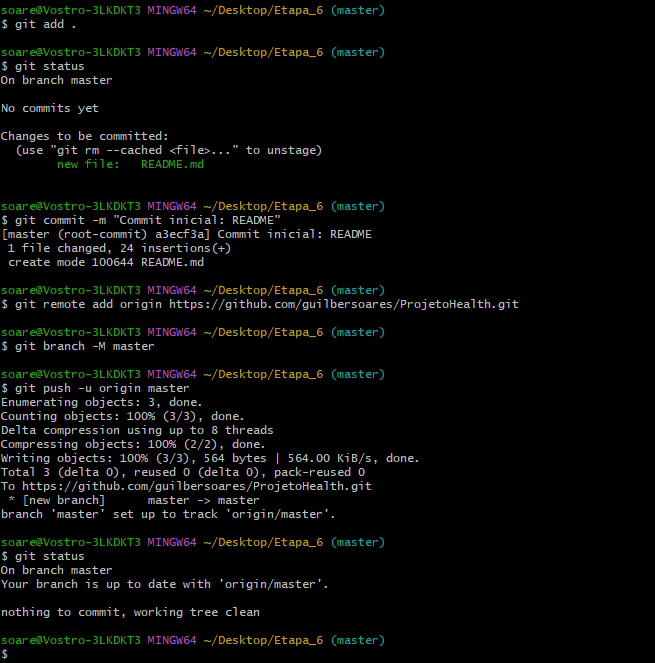 soare@Vostro-3LKDKT3 MINGW64 ~/Desktop/Etapa_6 (master)
$ git add .

soare@Vostro-3LKDKT3 MINGW64 ~/Desktop/Etapa_6 (master)
$ git status
On branch master

No commits yet

Changes to be committed:
  (use "git rm --cached <file>..." to unstage)
        new file:   README.md


soare@Vostro-3LKDKT3 MINGW64 ~/Desktop/Etapa_6 (master)
$ git commit -m "Commit inicial: README"
[master (root-commit) a3ecf3a] Commit inicial: README
 1 file changed, 24 insertions(+)
 create mode 100644 README.md

soare@Vostro-3LKDKT3 MINGW64 ~/Desktop/Etapa_6 (master)
$ git remote add origin https://github.com/guilbersoares/ProjetoHealth.git

soare@Vostro-3LKDKT3 MINGW64 ~/Desktop/Etapa_6 (master)
$ git branch -M master

soare@Vostro-3LKDKT3 MINGW64 ~/Desktop/Etapa_6 (master)
$ git push -u origin master
Enumerating objects: 3, done.
Counting objects: 100% (3/3), done.
Delta compression using up to 8 threads
Compressing objects: 100% (2/2), done.
Writing objects: 100% (3/3), 564 bytes | 564.00 KiB/s, done.
Total 3 (delta 0), reused 0 (delta 0), pack-reused 0
To https://github.com/guilbersoares/ProjetoHealth.git
 * [new branch]      master -> master
branch 'master' set up to track 'origin/master'.

soare@Vostro-3LKDKT3 MINGW64 ~/Desktop/Etapa_6 (master)
$ git status
On branch master
Your branch is up to date with 'origin/master'.

nothing to commit, working tree clean

soare@Vostro-3LKDKT3 MINGW64 ~/Desktop/Etapa_6 (master)
$